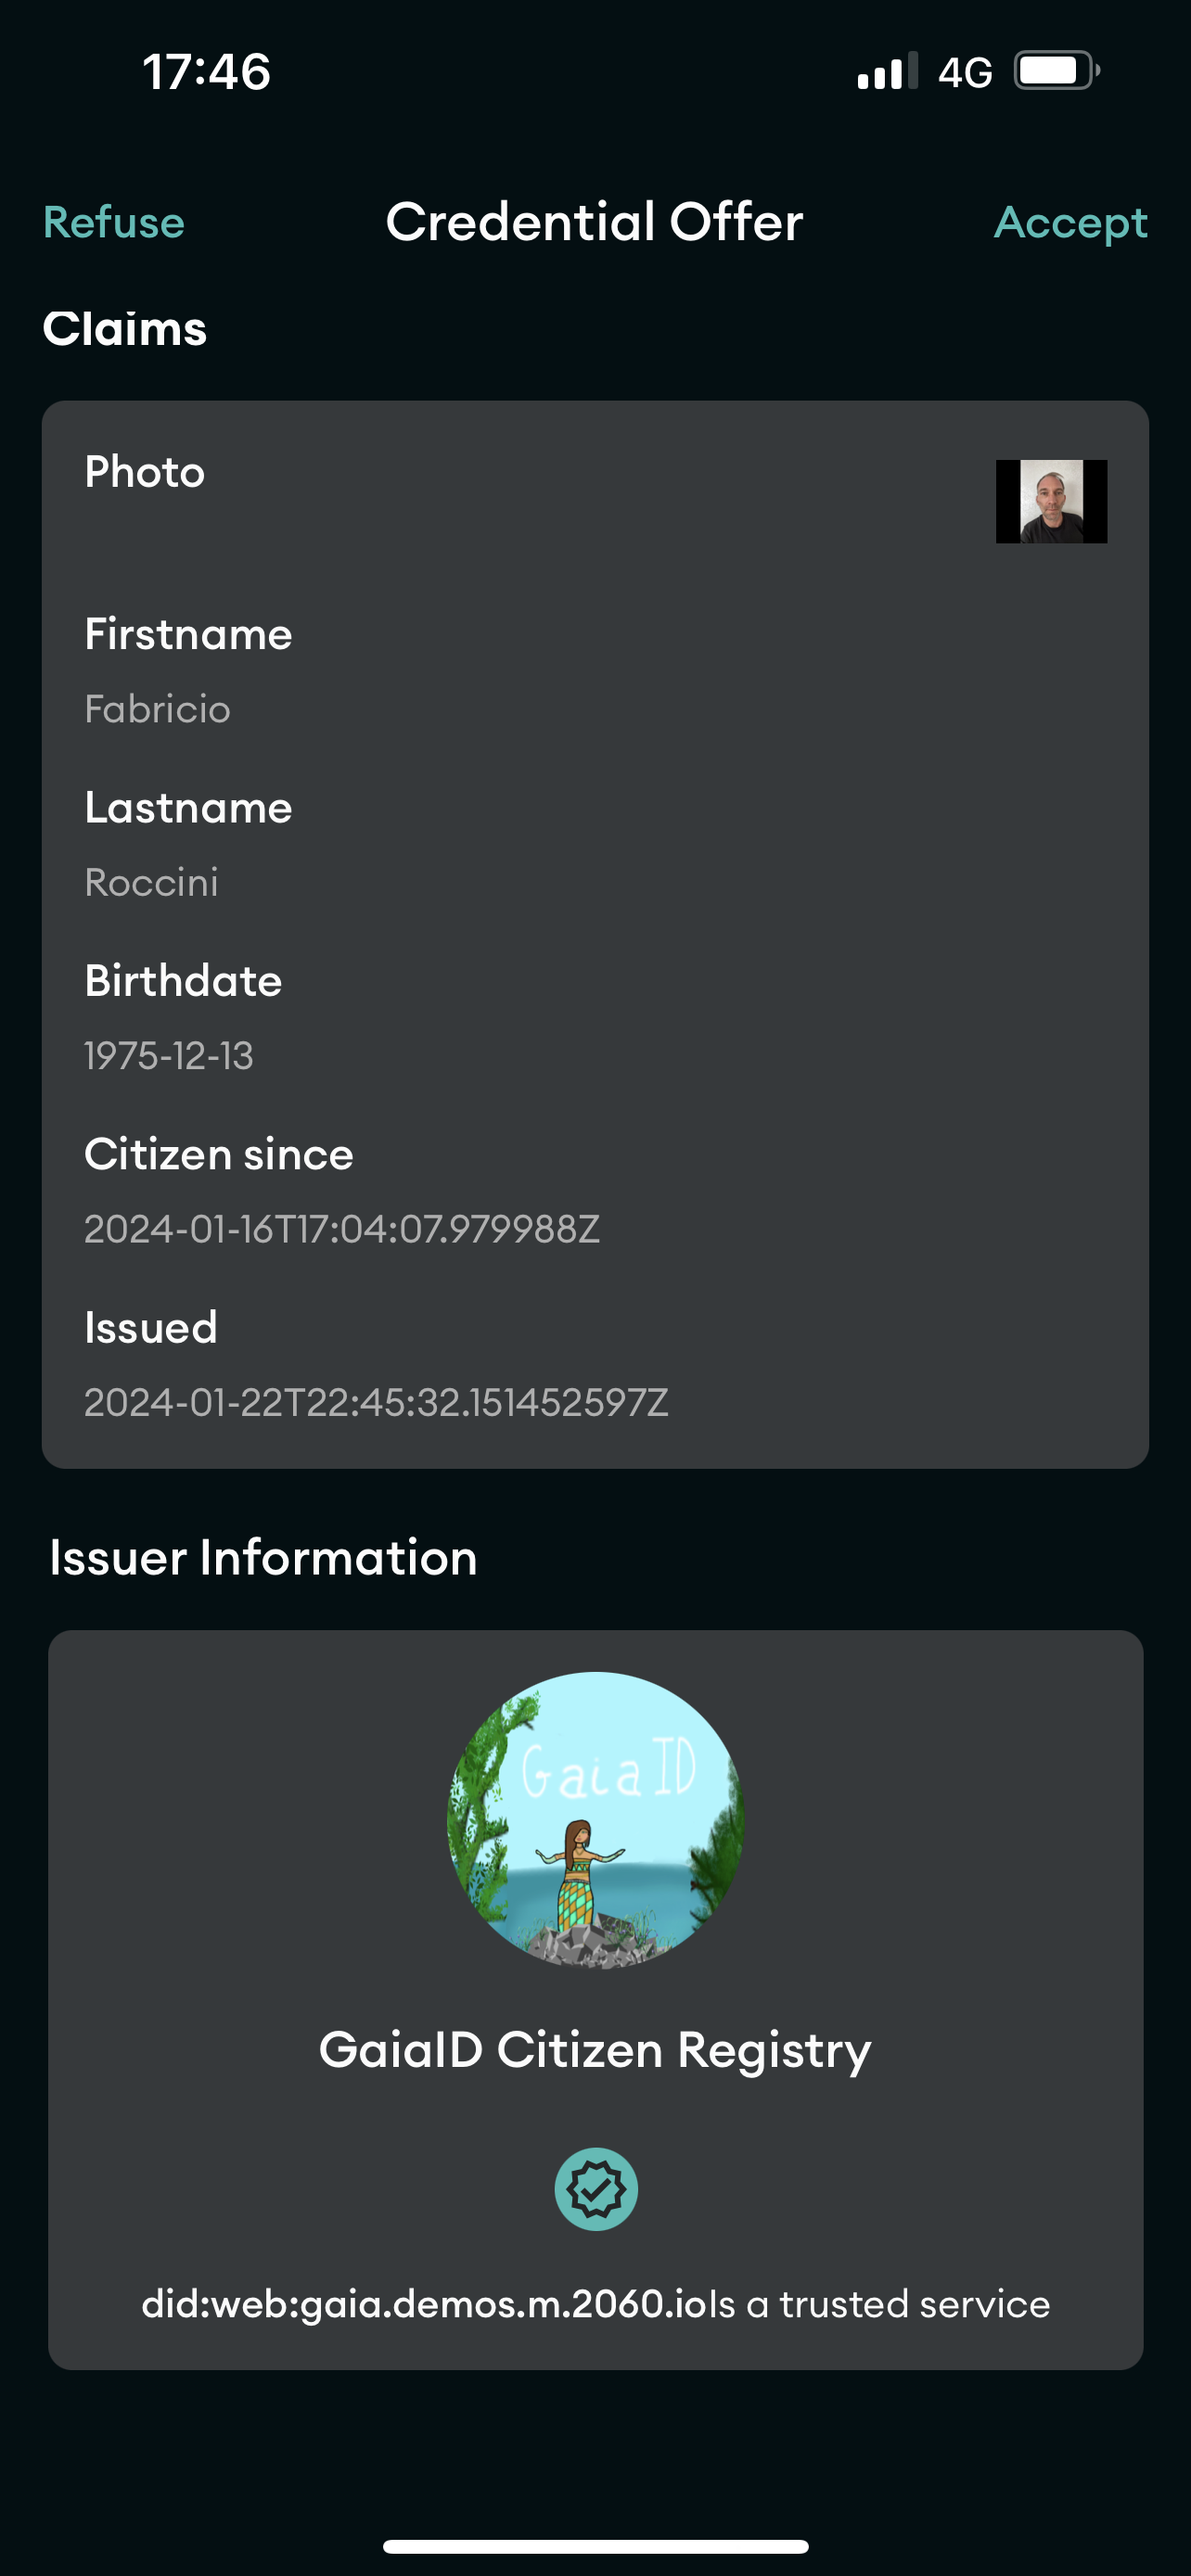 17:46 4G
Refuse Credential Offer Accept
Claims
Photo
Firstname
Fabricio
Lastname
Roccini
Birthdate
1975-12-13
Citizen since
2024-01-16T17:04:07.979988Z
Issued
2024-01-22T22:45:32.151452597Z
Issuer Information
Gaia ID
GaiaID Citizen Registry
did:web:gaia.demos.m.2060.ioIs a trusted service